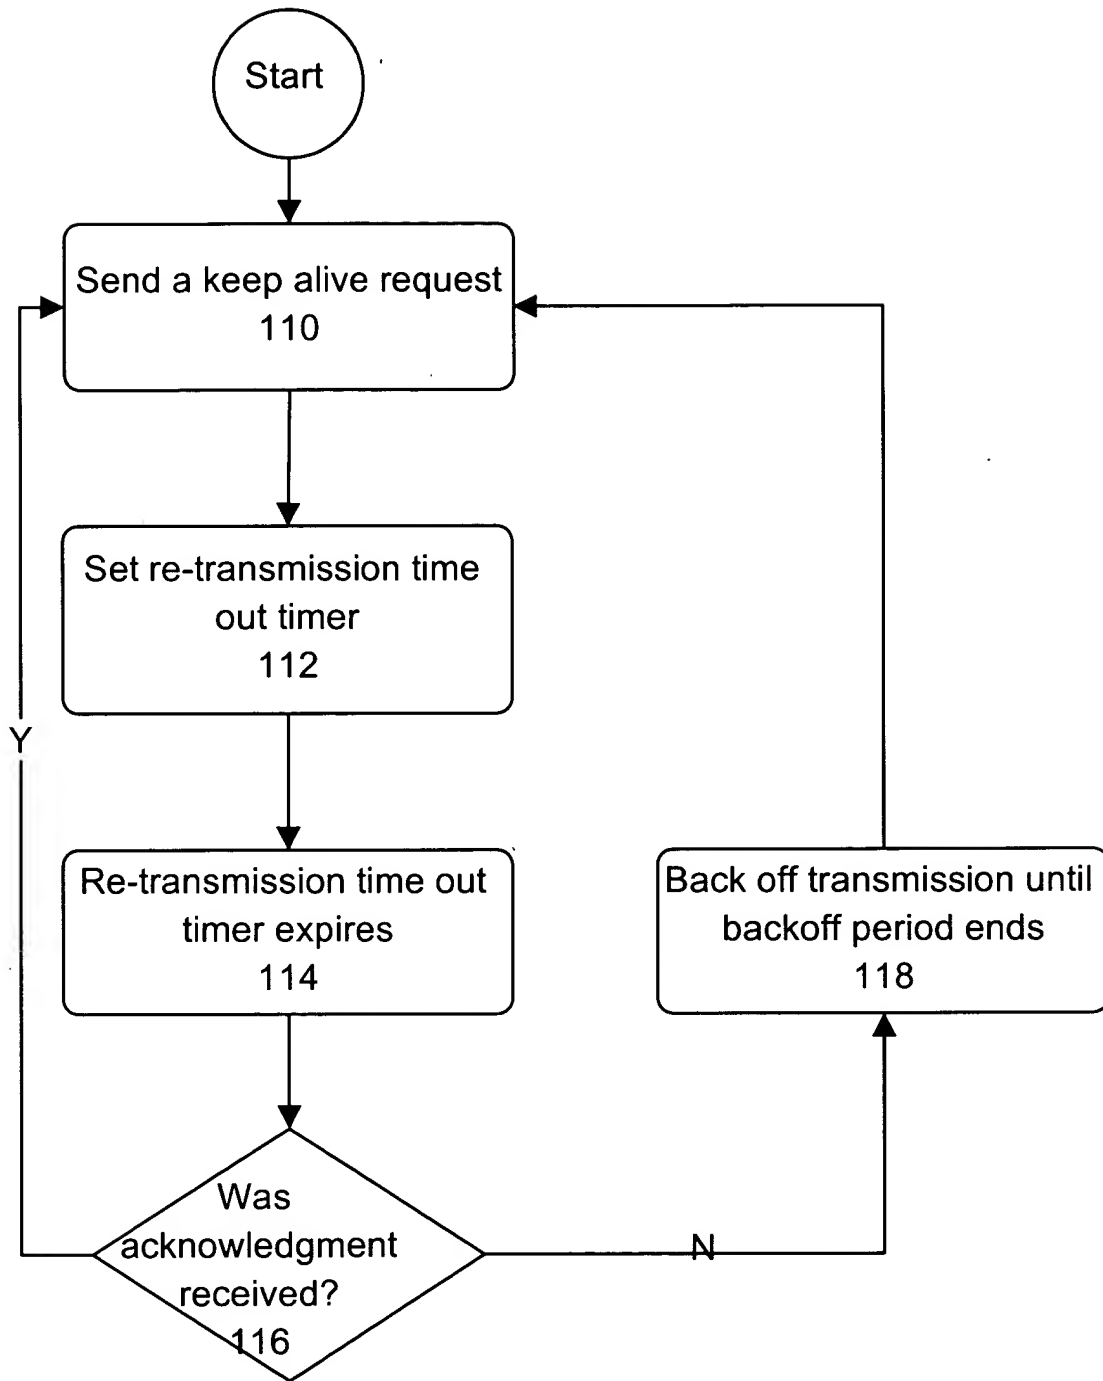 Start
Send a keep alive request
110
Set re-transmission time
out timer
112
Y
Re-transmission time out
timer expires
114
Back off transmission until
backoff period ends
118
Was
acknowledgment
received?
116
N